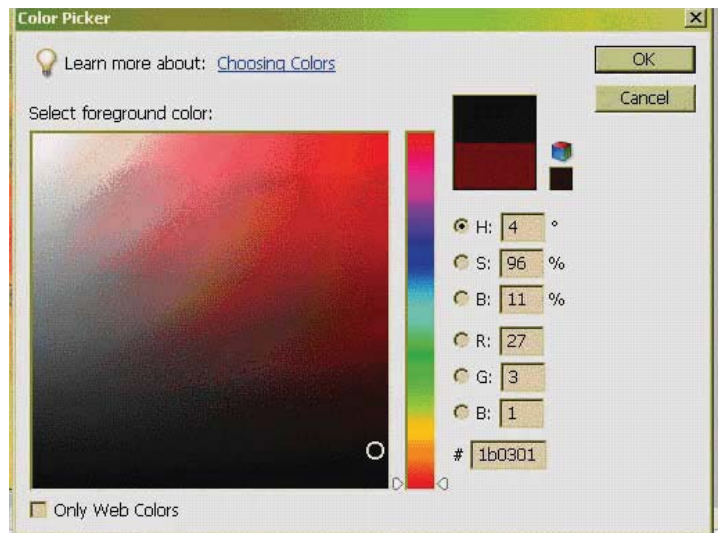 Color Picker
Learn more about: Choosing Colors
OK
Cancel
Select foreground color:
H: 4 °
S: 96 %
B: 11 %
R: 27
G: 3
B: 1
# 1b0301
Only Web Colors